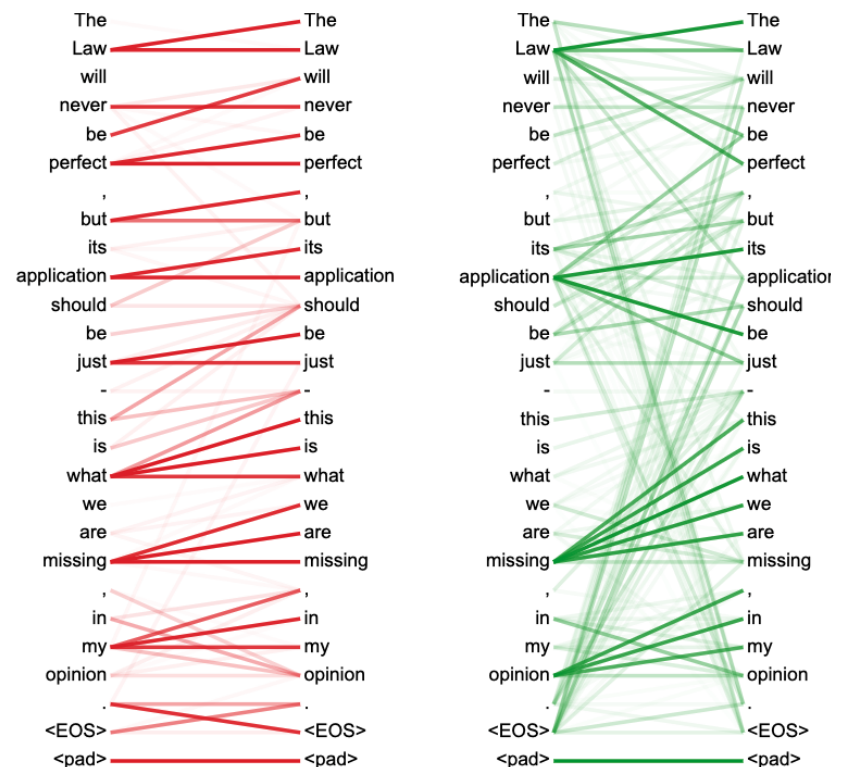 The The The The
Law Law Law Law
will will will will
never never never never
be be be be
perfect perfect perfect perfect
, , , ,
but but but but
its its its its
application application application application
should should should should
be be be be
just just just just
- - - -
this this this this
is is is is
what what what what
we we we we
are are are are
missing missing missing missing
, , , ,
in in in in
my my my my
opinion opinion opinion opinion
. . . .
<EOS> <EOS> <EOS> <EOS>
<pad> <pad> <pad> <pad>